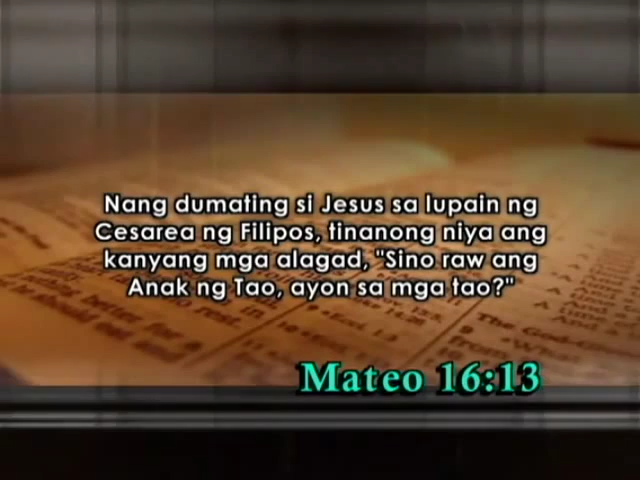 Nang dumating si Jesus sa lupain ng
Cesarea ng Filipos, tinanong niya ang
kanyang mga alagad, "Sino raw ang
Anak ng Tao, ayon sa mga tao?"
Mateo 16:13